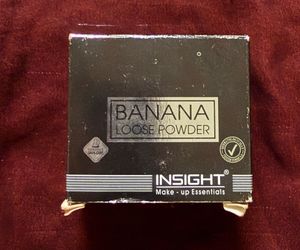 BANANA
LOOSE POWDER
INSIGHT®
Make - up Essentials